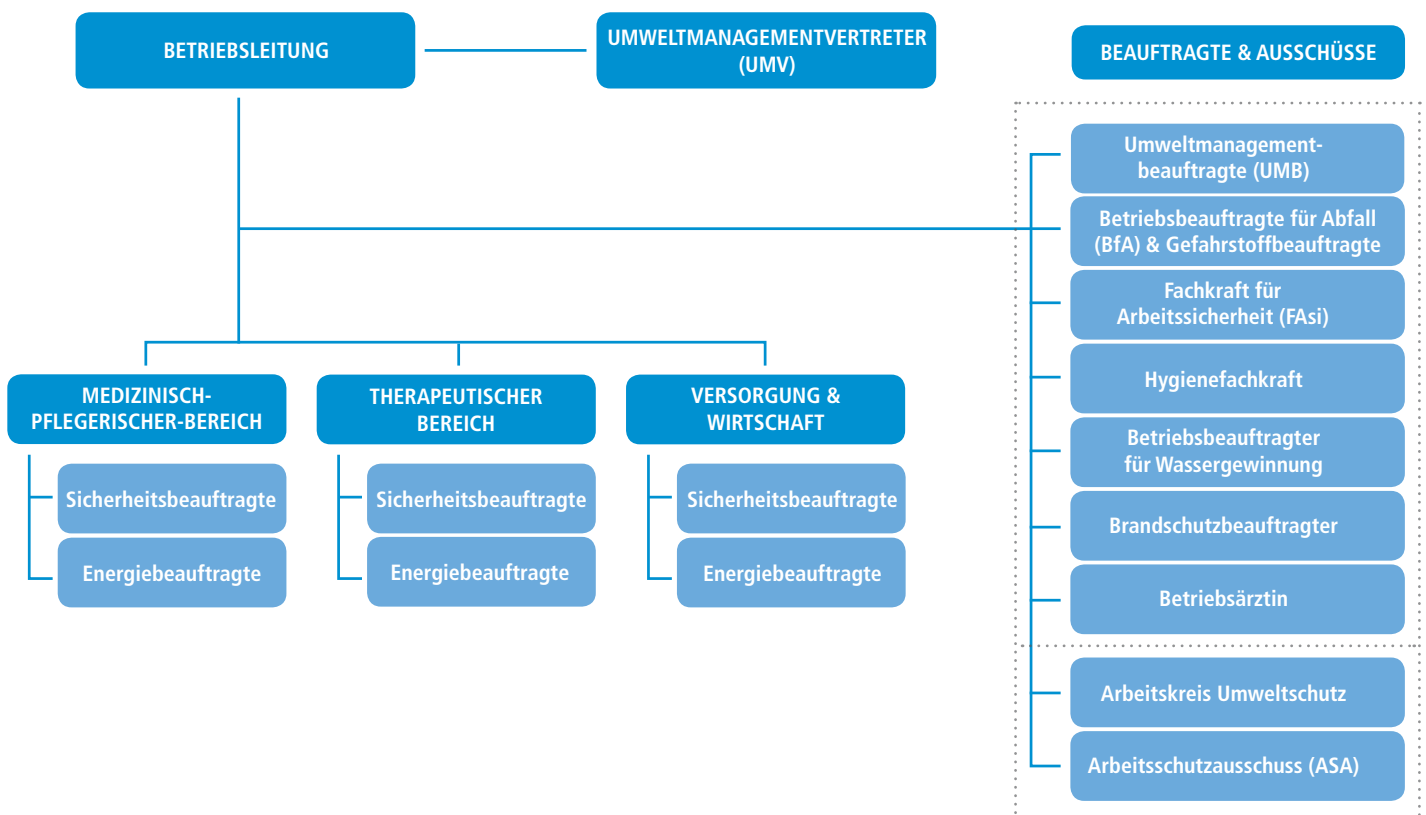 BETRIEBSLEITUNG
UMWELTMANAGEMENTVERTRETER
(UMV)
BEAUFTRAGTE & AUSSCHÜSSE
Umweltmanagement-
beauftragte (UMB)
Betriebsbeauftragte für Abfall
(BfA) & Gefahrstoffbeauftragte
Fachkraft für
Arbeitssicherheit (FAsi)
Hygienefachkraft
Betriebsbeauftragter
für Wassergewinnung
Brandschutzbeauftragter
Betriebsärztin
Arbeitskreis Umweltschutz
Arbeitsschutzausschuss (ASA)
MEDIZINISCH-
PFLEGERISCHER-BEREICH
Sicherheitsbeauftragte
Energiebeauftragte
THERAPEUTISCHER
BEREICH
Sicherheitsbeauftragte
Energiebeauftragte
VERSORGUNG &
WIRTSCHAFT
Sicherheitsbeauftragte
Energiebeauftragte